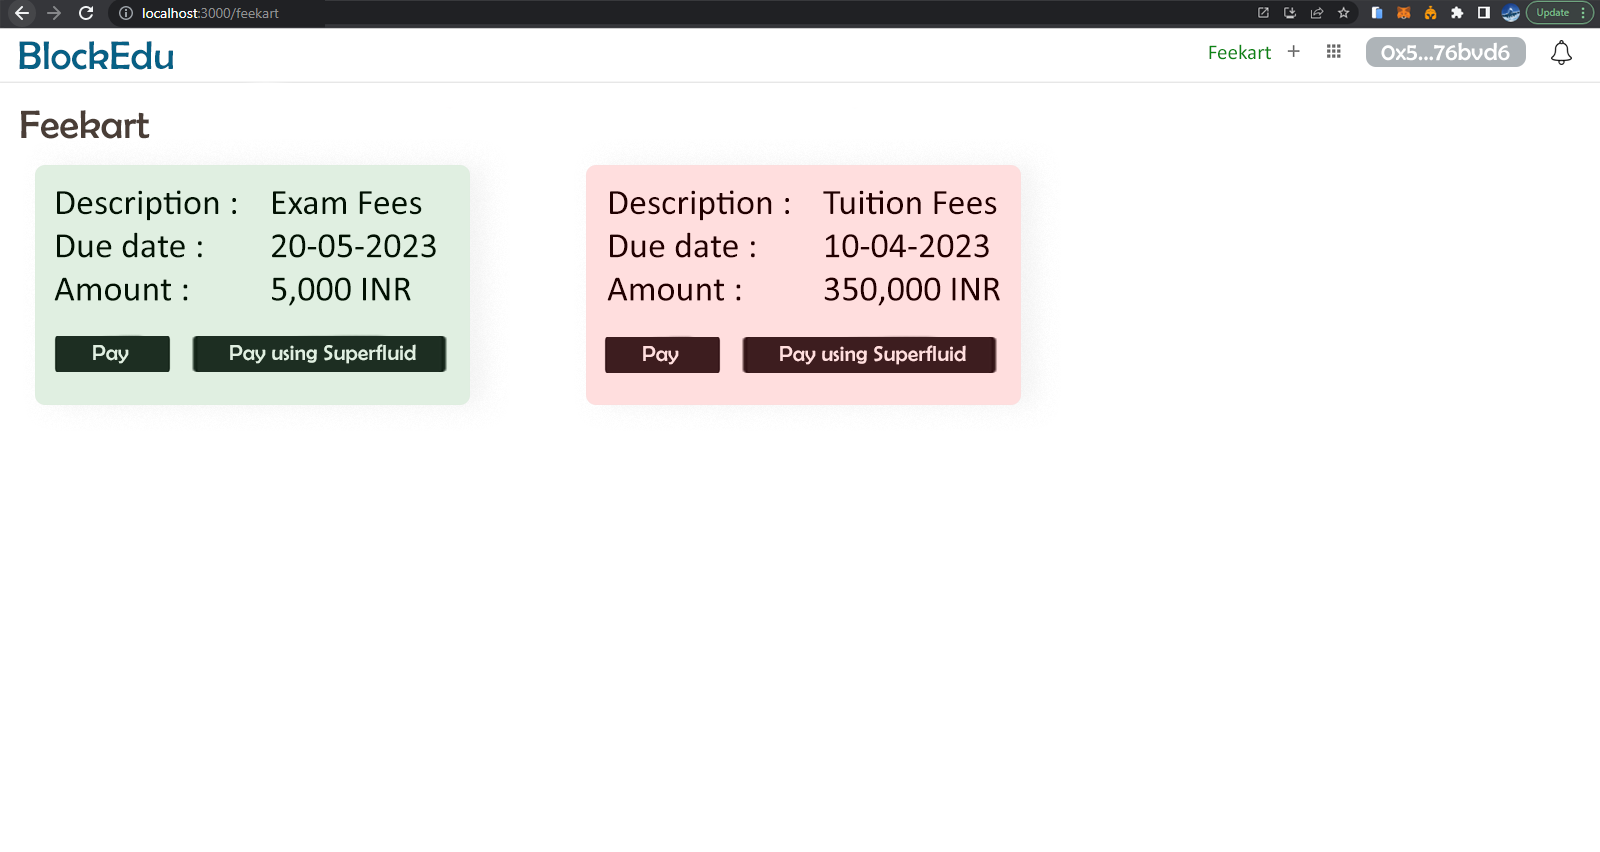 localhost:3000/feekart
Update
BlockEdu
Feekart
0x5...76bvd6
Feekart
Description : Exam Fees
Due date : 20-05-2023
Amount : 5,000 INR
Pay
Pay using Superfluid
Description : Tuition Fees
Due date : 10-04-2023
Amount : 350,000 INR
Pay
Pay using Superfluid